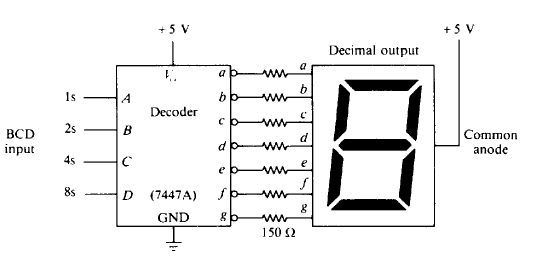 + 5 V
+ 5 V
Decimal output
V
a
a
1s
A
b
b
Decoder
2s
B
c
c
BCD
input
d
d
Common
anode
4s
C
e
e
8s
D
(7447A)
f
f
GND
g
g
150 Ω